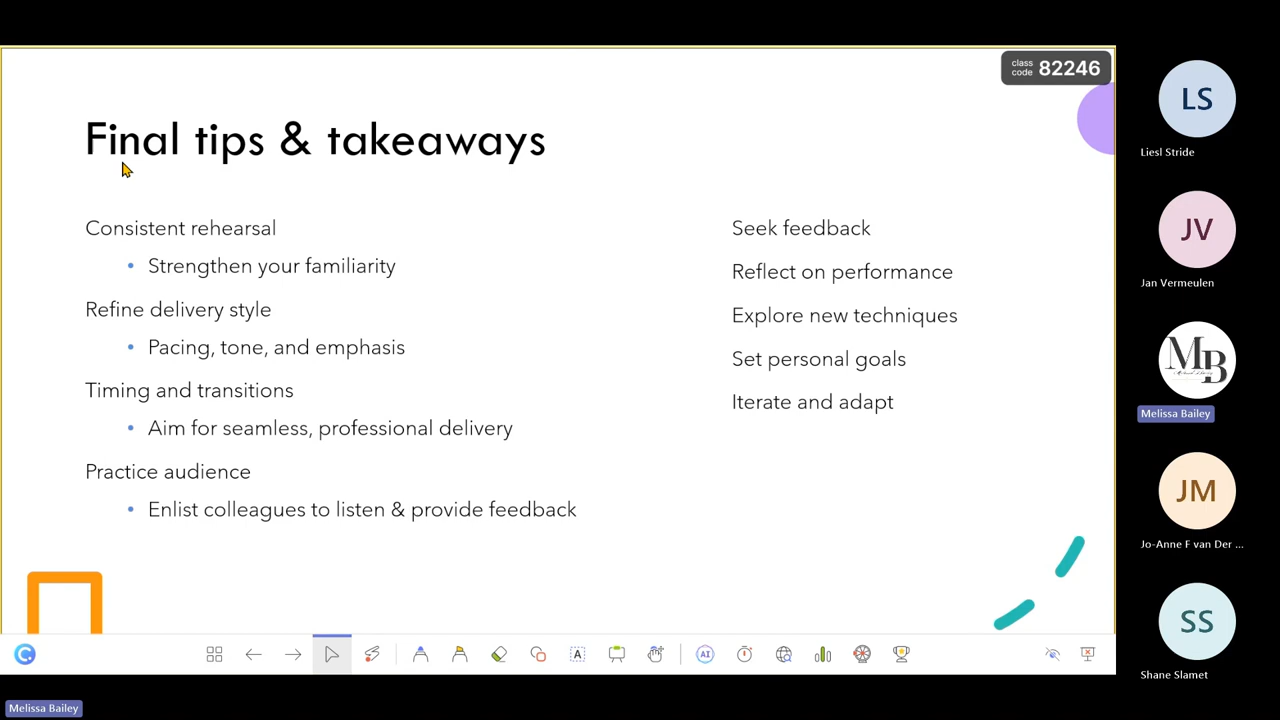 class
code 82246
Final tips & takeaways
Consistent rehearsal
• Strengthen your familiarity
Refine delivery style
• Pacing, tone, and emphasis
Timing and transitions
• Aim for seamless, professional delivery
Practice audience
• Enlist colleagues to listen & provide feedback
Seek feedback
Reflect on performance
Explore new techniques
Set personal goals
Iterate and adapt
LS
Liesl Stride
JV
Jan Vermeulen
MB
Melissa Bailey
JM
Jo-Anne F van Der ...
SS
Shane Slamet
A
AI
Melissa Bailey